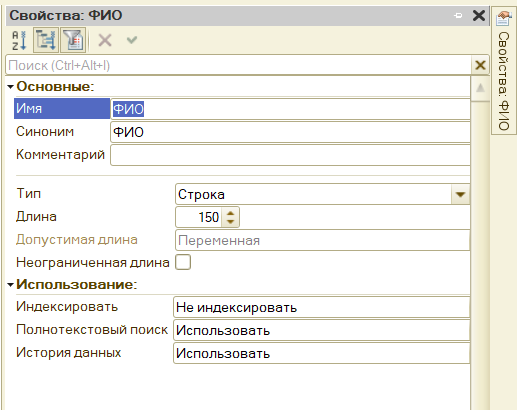 Свойства: ФИО
Поиск (Ctrl+Alt+I)
Основные:
Имя ФИО
Синоним ФИО
Комментарий
Тип Строка
Длина 150
Допустимая длина Переменная
Неограниченная длина
Использование:
Индексировать Не индексировать
Полнотекстовый поиск Использовать
История данных Использовать
Свойства: ФИО